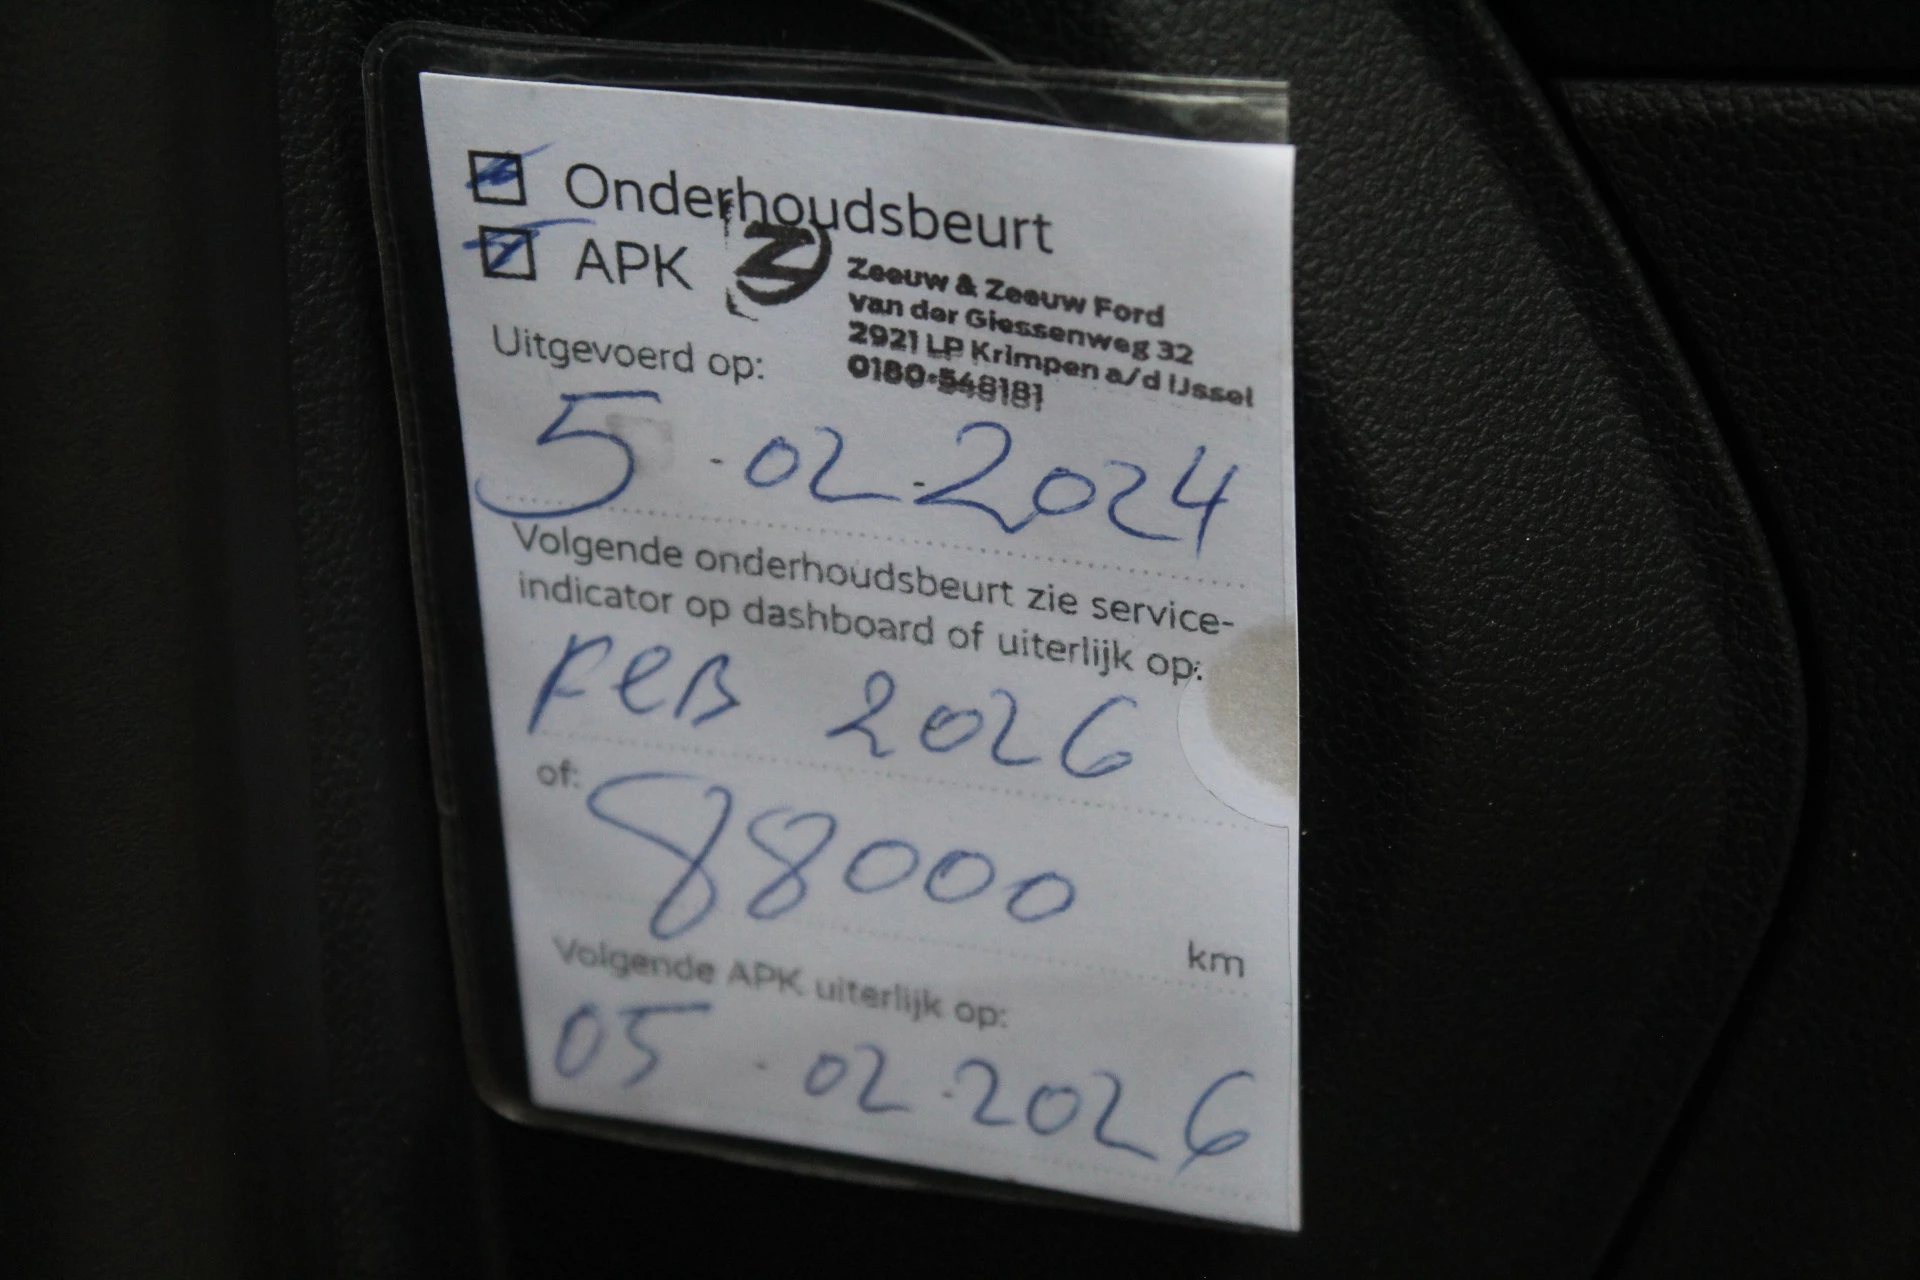 Onderhoudsbeurt
APK
Zeeuw & Zeeuw Ford
van der Giessenweg 32
2921 LP Krimpen a/d IJssel
0180-548181
Uitgevoerd op:
5.02.2024
Volgende onderhoudsbeurt zie service-
indicator op dashboard of uiterlijk op:
FEB 2026
of: 88000 km
Volgende APK uiterlijk op:
05.02.2026